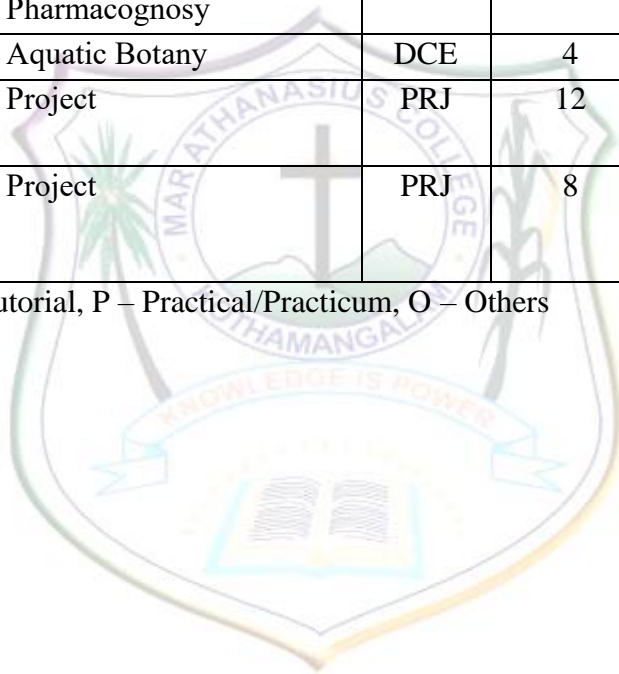 Pharmacognosy
Aquatic Botany DCE 4
Project PRJ 12
Project PRJ 8
utorial, P – Practical/Practicum, O – Others
MAR ATHANASIUS COLLEGE
KOTHAMANGALAM
KNOWLEDGE IS POWER